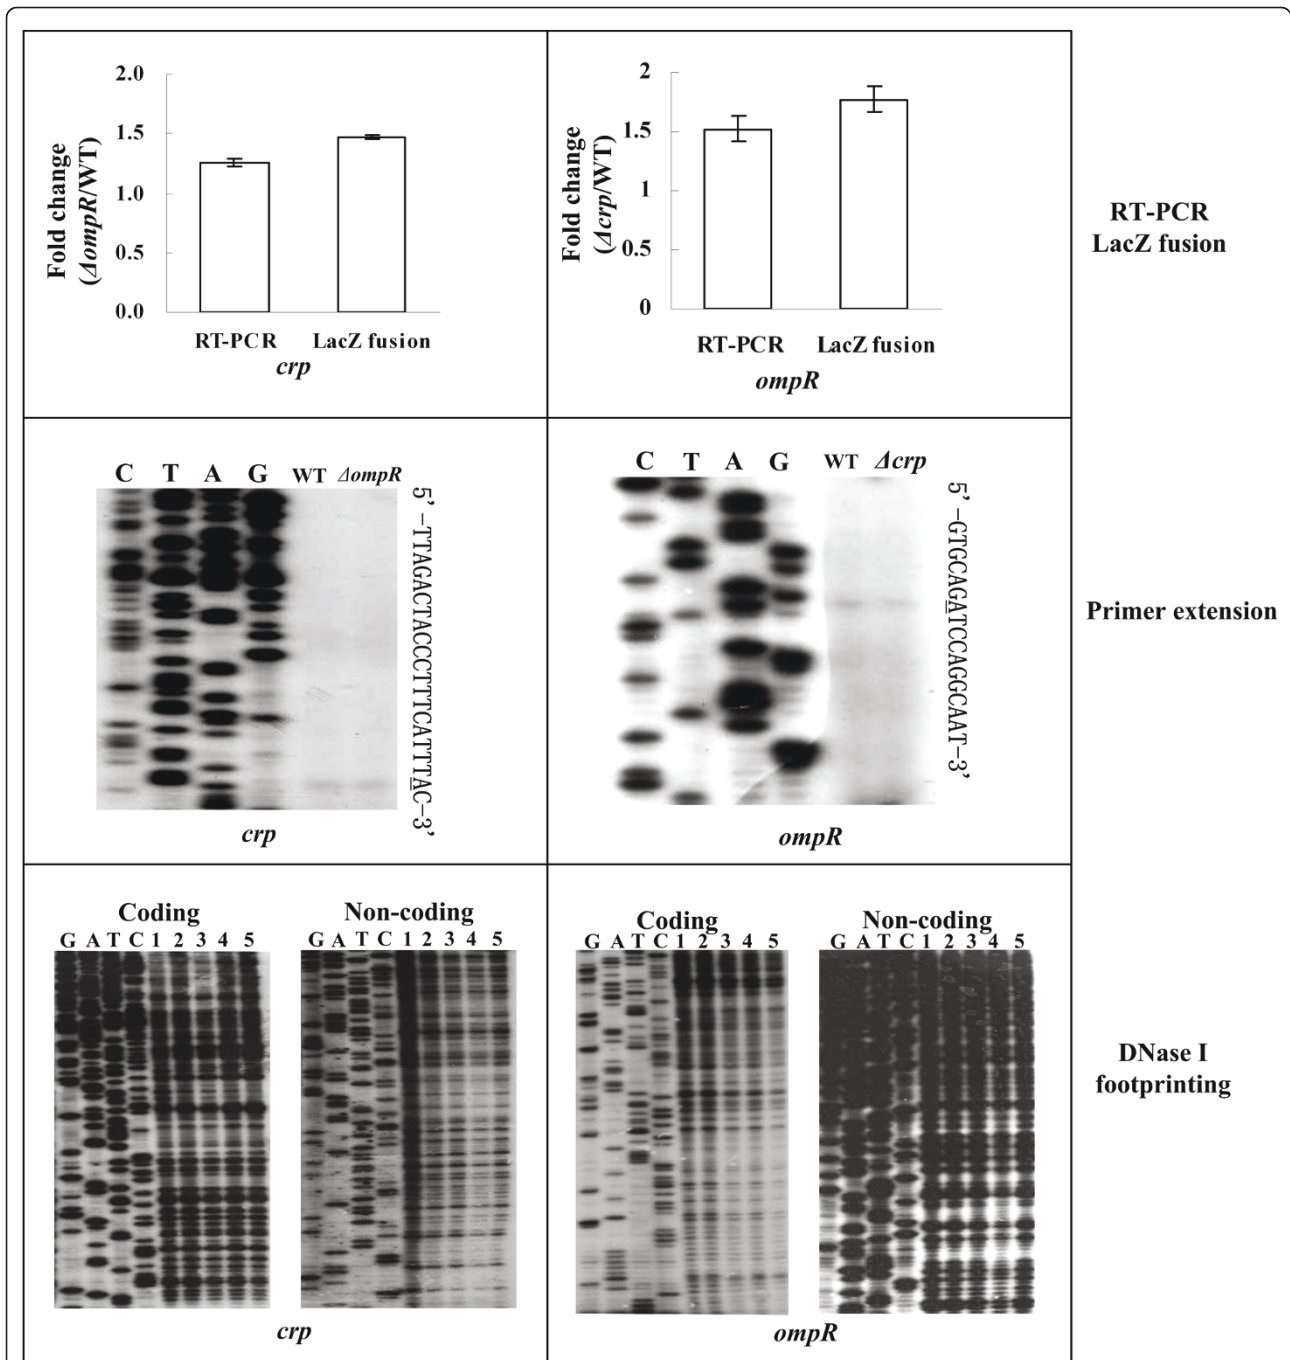 2.0
1.5
1.0
0.5
0.0
Fold change
(ΔompR/WT)
RT-PCR LacZ fusion
crp
2
1.5
1
0.5
0
Fold change
(Δcrp/WT)
RT-PCR LacZ fusion
ompR
RT-PCR
LacZ fusion
C T A G WT ΔompR
5’-TTAGACTACCCTTTCATTTAC-3’
crp
C T A G WT Δcrp
5’-GTGCAGATCCAGGCAAT-3’
ompR
Primer extension
Coding
G A T C 1 2 3 4 5
Non-coding
G A T C 1 2 3 4 5
crp
Coding
G A T C 1 2 3 4 5
Non-coding
G A T C 1 2 3 4 5
ompR
DNase I
footprinting